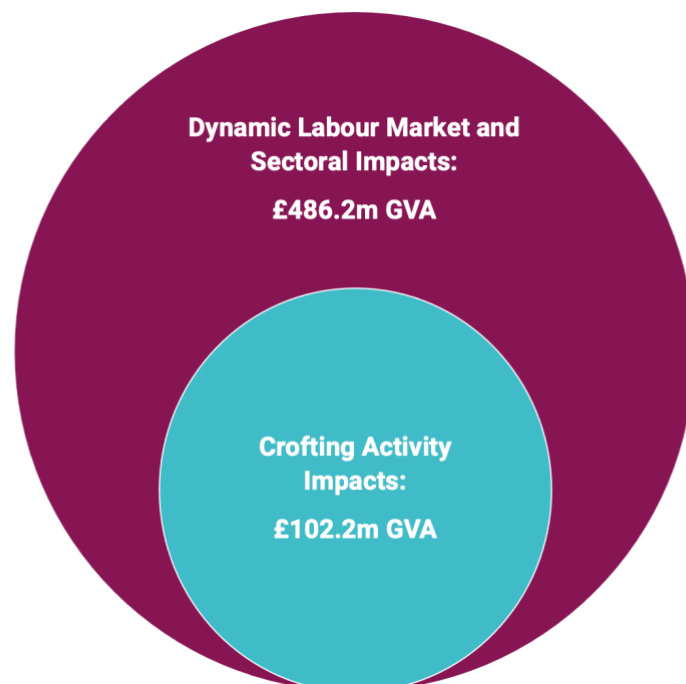 Dynamic Labour Market and
Sectoral Impacts:
£486.2m GVA
Crofting Activity
Impacts:
£102.2m GVA